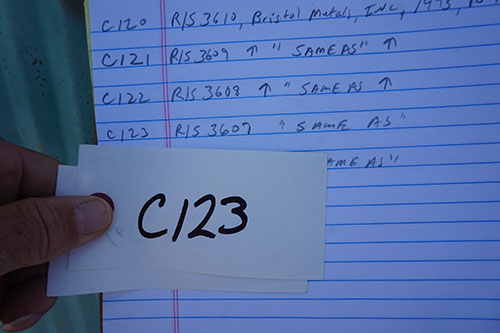 C120 R/S 3610, Bristol Metals, Inc, 1995,
C121 R/S 3609 ↑ " SAME AS" ↑
C122 R/S 3608 ↑ " SAME AS ↑
C123 R/S 3607 " SAME AS"
AME AS"
C123